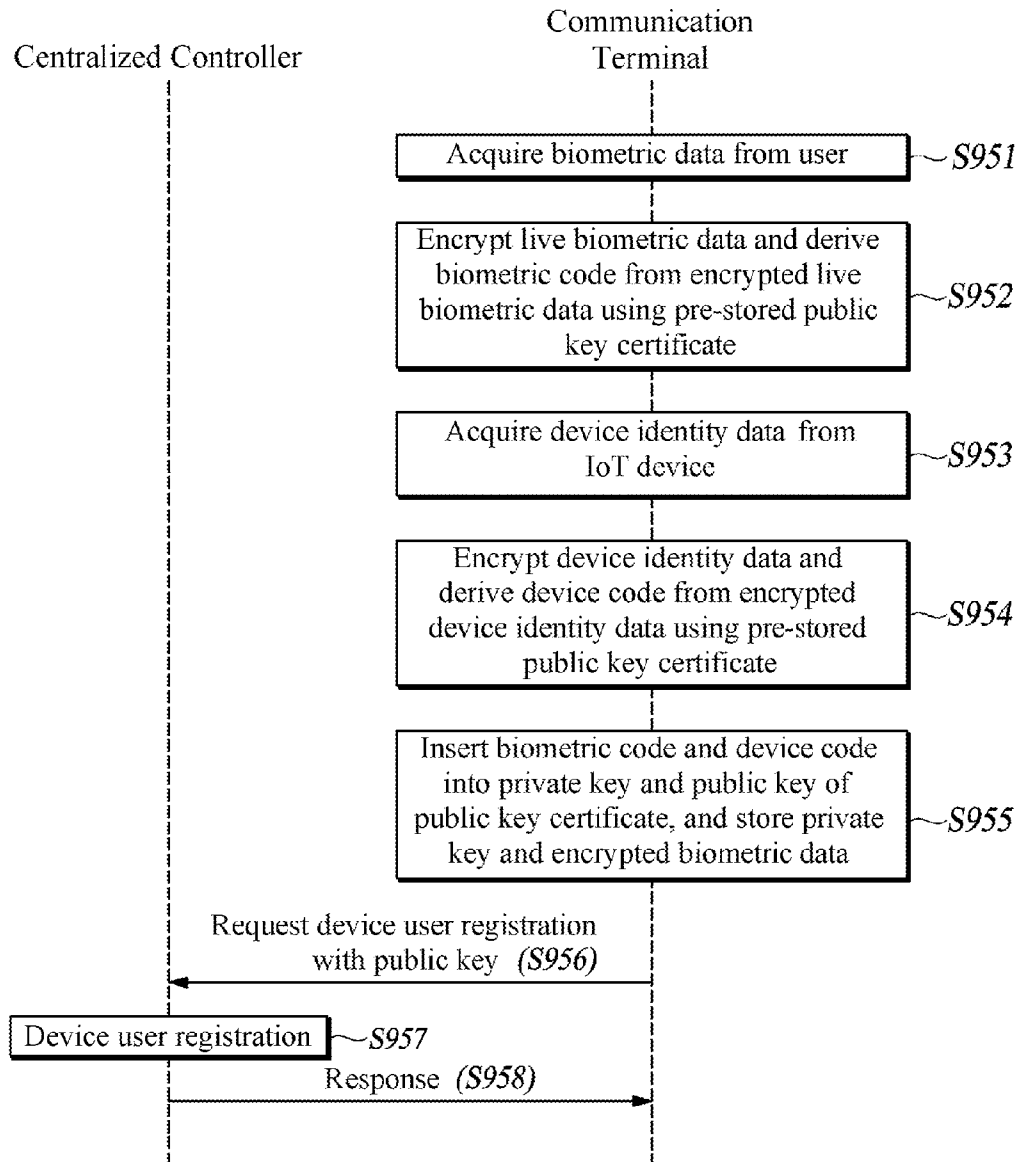 Communication
Terminal
Centralized Controller
Acquire biometric data from user
S951
Encrypt live biometric data and derive
biometric code from encrypted live
biometric data using pre-stored public
key certificate
S952
Acquire device identity data from
IoT device
S953
Encrypt device identity data and
derive device code from encrypted
device identity data using pre-stored
public key certificate
S954
Insert biometric code and device code
into private key and public key of
public key certificate, and store private
key and encrypted biometric data
S955
Request device user registration
with public key (S956)
Device user registration
S957
Response (S958)